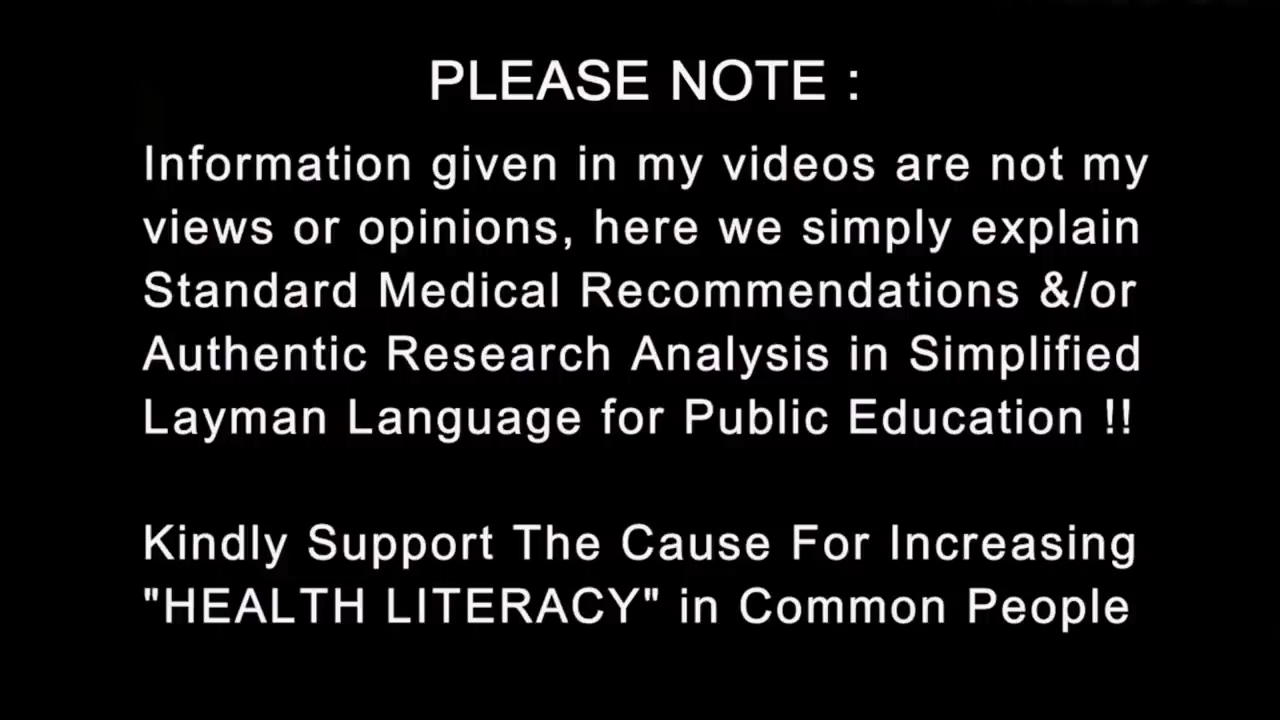 PLEASE NOTE :
Information given in my videos are not my
views or opinions, here we simply explain
Standard Medical Recommendations &/or
Authentic Research Analysis in Simplified
Layman Language for Public Education !!
Kindly Support The Cause For Increasing
"HEALTH LITERACY" in Common People